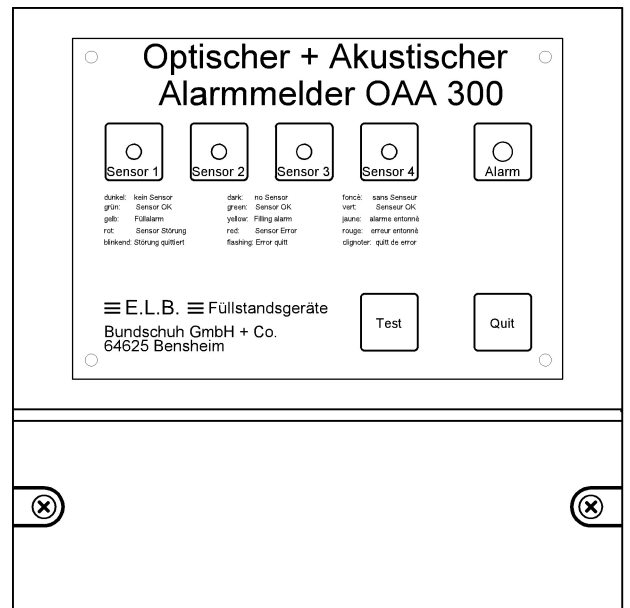 Optischer + Akustischer
Alarmmelder OAA 300
Sensor 1 Sensor 2 Sensor 3 Sensor 4 Alarm
dunkel: kein Sensor dark: no Sensor foncè: sans Senseur
grün: Sensor OK green: Sensor OK vert: Senseur OK
gelb: Füllalarm yellow: Filling alarm jaune: alarme entonnè
rot: Sensor Störung red: Sensor Error rouge: erreur entonnè
blinkend: Störung quittiert flashing: Error quitt clignoter: quitt de error
E.L.B. Füllstandsgeräte
Bundschuh GmbH + Co.
64625 Bensheim
Test Quit